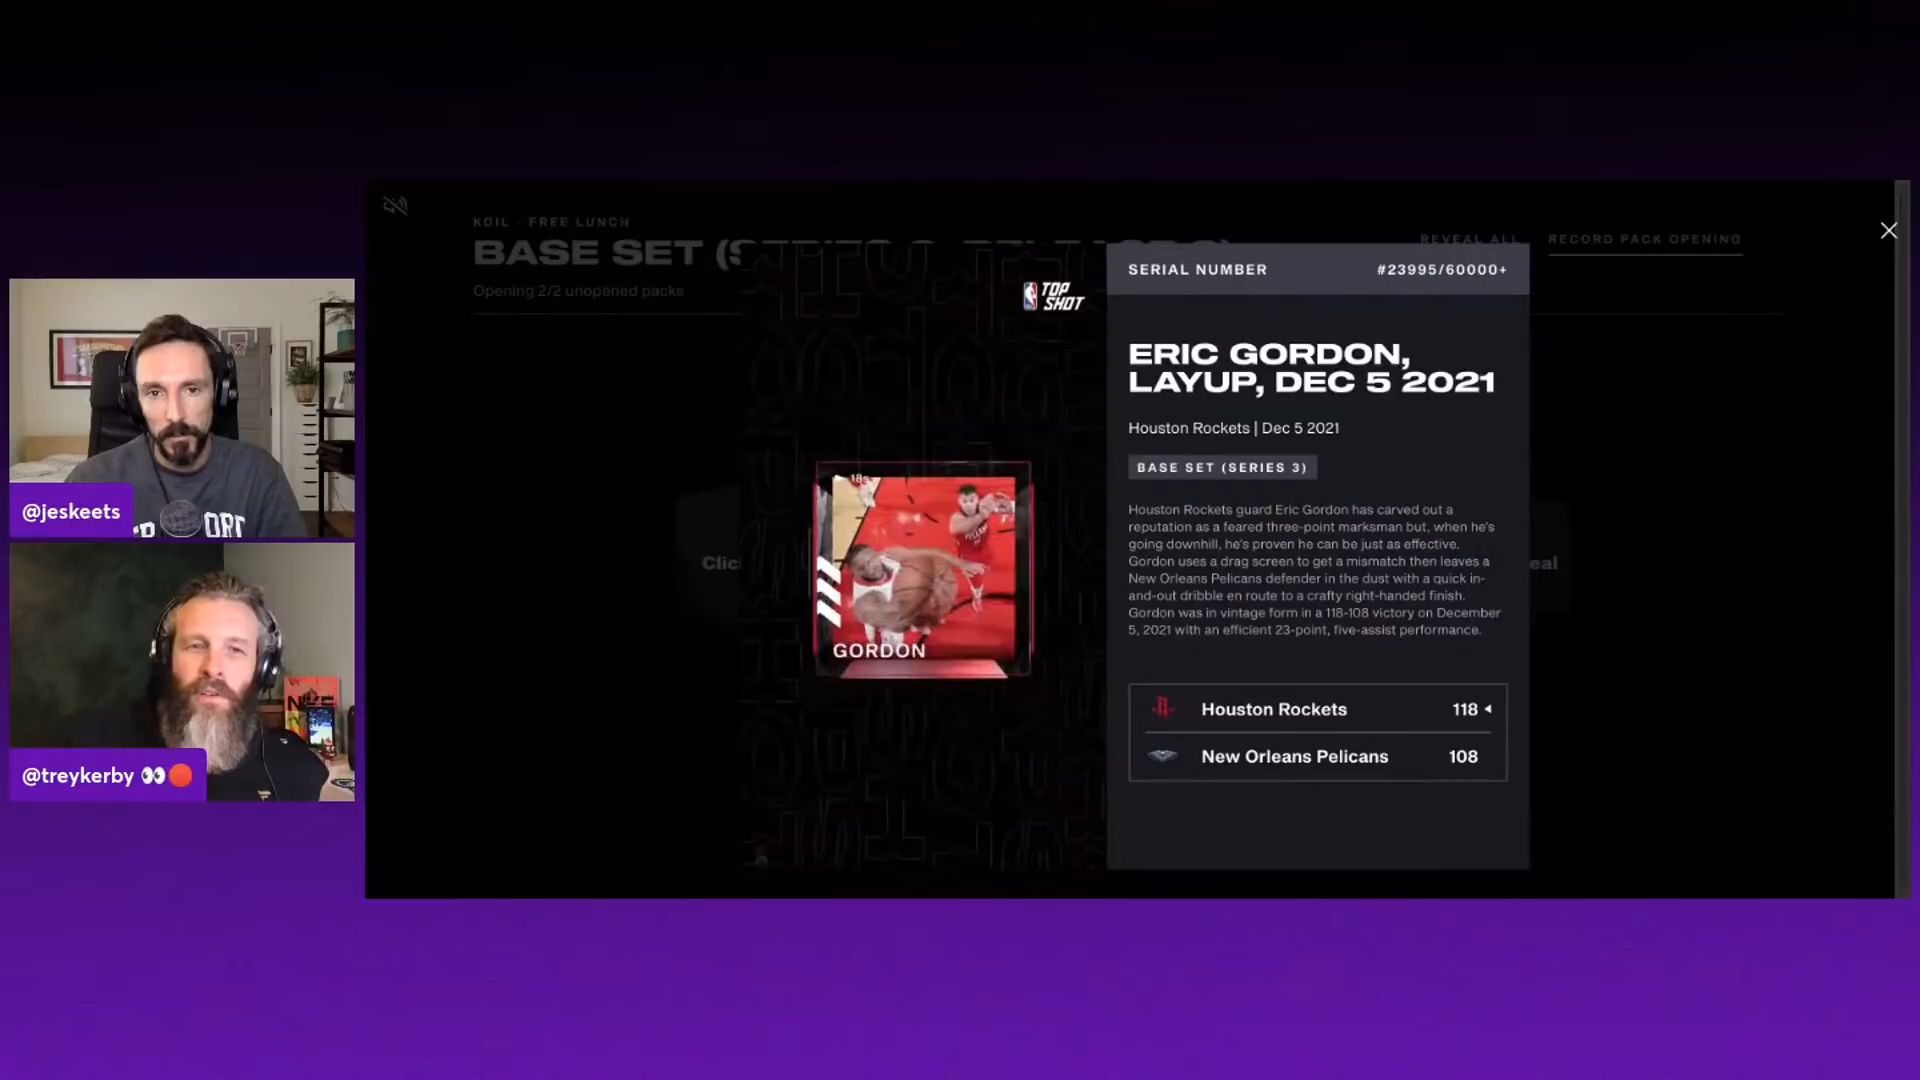 KOIL - FREE LUNCH
BASE SET (SERIES 3, RELEASE 2)
Opening 2/2 unopened packs
REVEAL ALL
RECORD PACK OPENING
TOP
SHOT
SERIAL NUMBER
#23995/60000+
ERIC GORDON,
LAYUP, DEC 5 2021
Houston Rockets | Dec 5 2021
BASE SET (SERIES 3)
Houston Rockets guard Eric Gordon has carved out a
reputation as a feared three-point marksman but, when he's
going downhill, he's proven he can be just as effective.
Gordon uses a drag screen to get a mismatch then leaves a
New Orleans Pelicans defender in the dust with a quick in-
and-out dribble en route to a crafty right-handed finish.
Gordon was in vintage form in a 118-108 victory on December
5, 2021 with an efficient 23-point, five-assist performance.
Houston Rockets 118
New Orleans Pelicans 108
GORDON
@jeskeets
@treykerby 👀🔴
NIKE